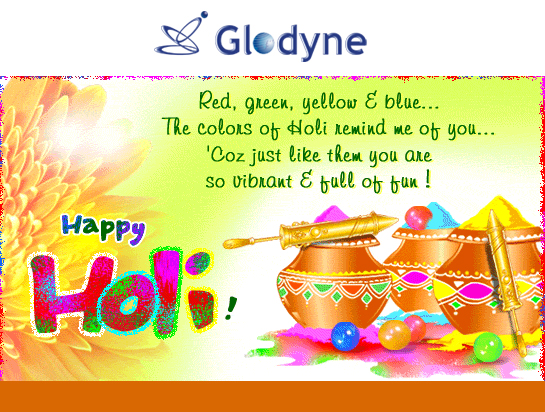 Glodyne
Red, green, yellow & blue...
The colors of Holi remind me of you...
'Coz just like them you are
so vibrant & full of fun !
Happy
Holi !